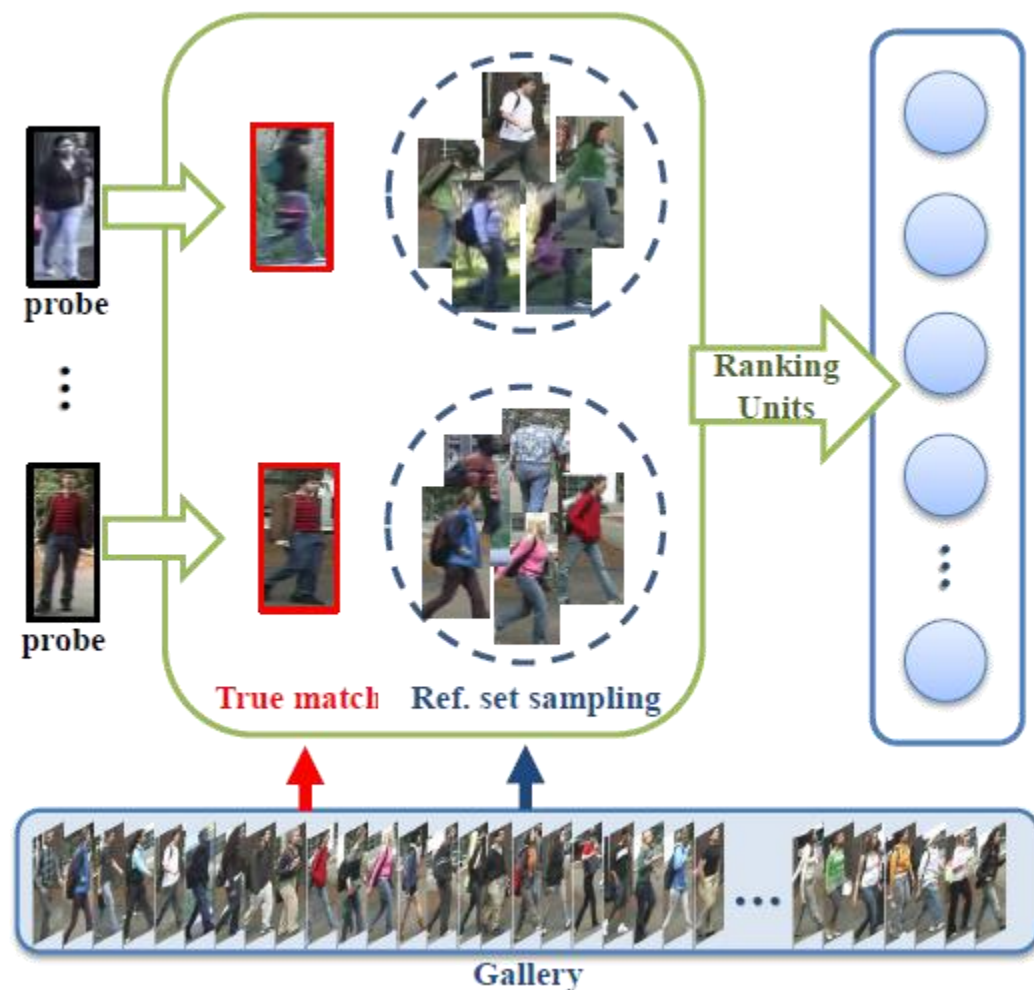 probe
Ranking
Units
probe
True match
Ref. set sampling
Gallery